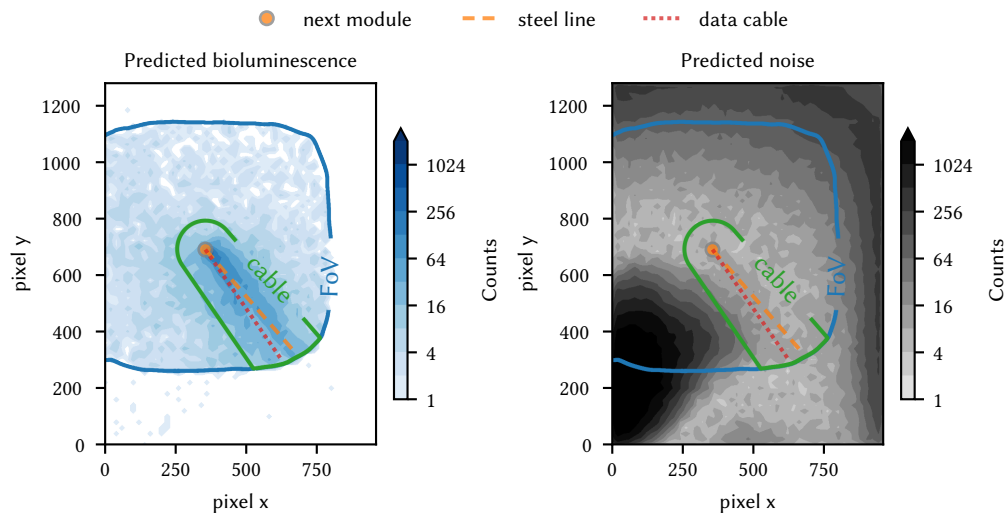 next module
steel line
data cable
Predicted bioluminescence
Predicted noise
1200
1000
800
600
400
200
0
pixel y
0
250
500
750
pixel x
cable
FoV
1024
256
64
16
4
1
Counts
1200
1000
800
600
400
200
0
pixel y
0
250
500
750
pixel x
cable
FoV
1024
256
64
16
4
1
Counts